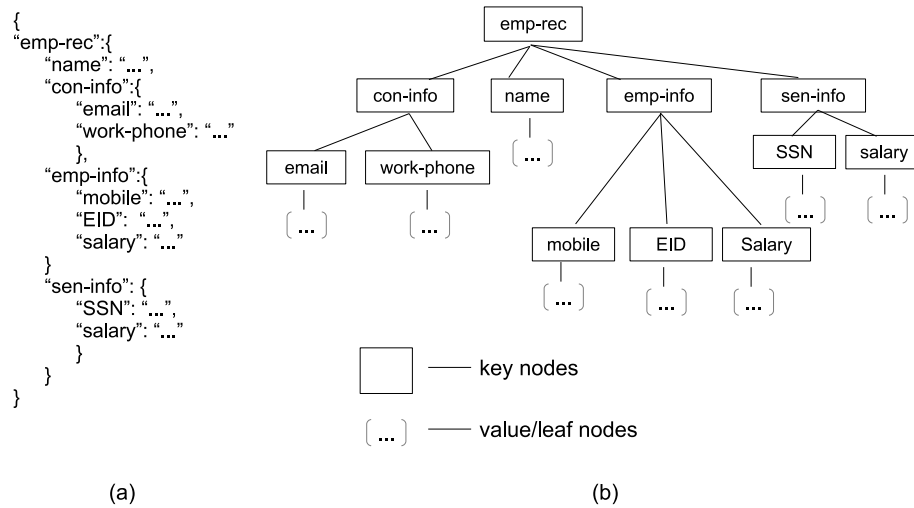 {
“emp-rec”:{
“name”: “...”,
“con-info”:{
“email”: “...”,
“work-phone”: “...”
},
“emp-info”:{
“mobile”: “...”,
“EID”:  “...”,
“salary”: “...”
}
“sen-info”: {
“SSN”: “...”,
“salary”: “...”
}
}
}
(a)
emp-rec
con-info name emp-info sen-info
email work-phone [...] SSN salary
[...] [...] [...] [...]
mobile EID Salary
[...] [...] [...]
key nodes
[...] value/leaf nodes
(b)